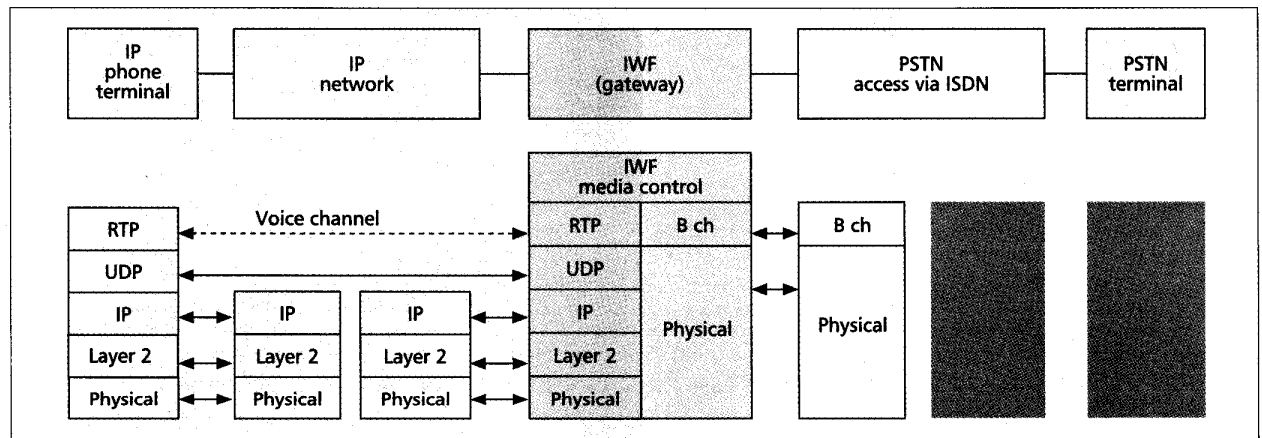 IP
phone
terminal
IP
network
IWF
(gateway)
PSTN
access via ISDN
PSTN
terminal
IWF
media control
Voice channel
RTP
RTP
B ch
B ch
UDP
UDP
IP
IP
IP
IP
Physical
Physical
Layer 2
Layer 2
Layer 2
Layer 2
Physical
Physical
Physical
Physical